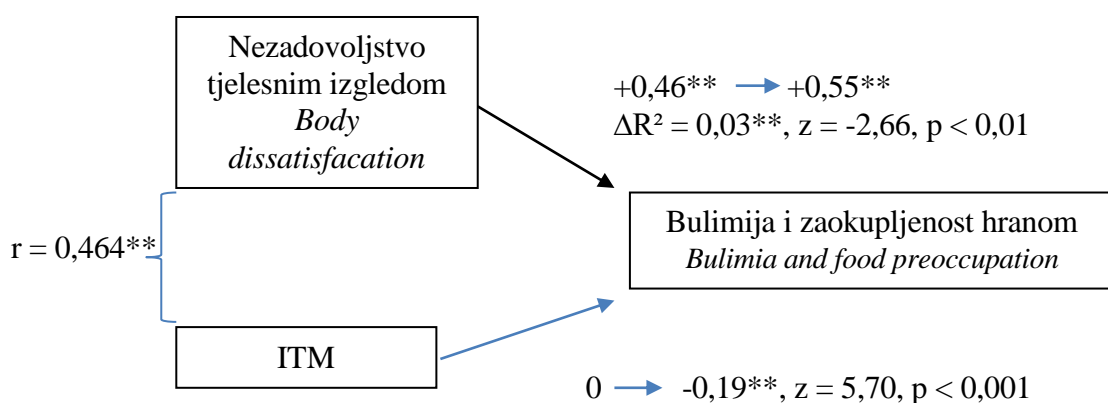 Nezadovoljstvo
tjelesnim izgledom
Body
dissatisfacation
+0,46** → +0,55**
ΔR² = 0,03**, z = -2,66, p < 0,01
Bulimija i zaokupljenost hranom
Bulimia and food preoccupation
r = 0,464**
ITM
0 → -0,19**, z = 5,70, p < 0,001